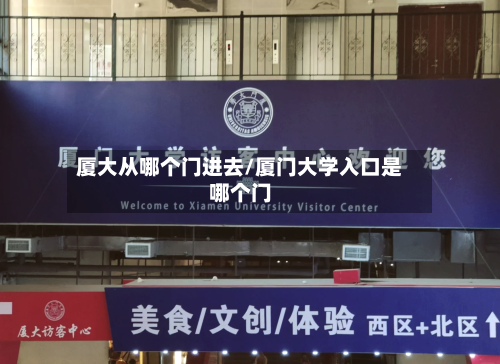 厦门大学访客中心欢迎您
厦大从哪个门进去/厦门大学入口是
哪个门
Welcome to Xiamen University Visitor Center
厦大访客中心
美食/文创/体验 西区+北区↑